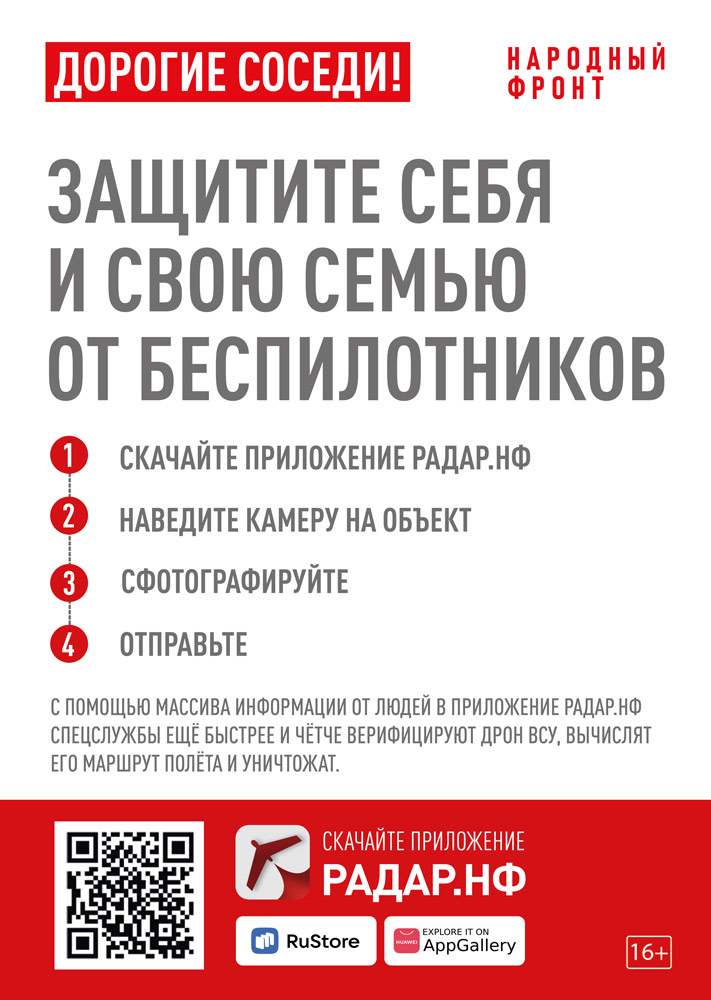 ДОРОГИЕ СОСЕДИ!
НАРОДНЫЙ
ФРОНТ
ЗАЩИТИТЕ СЕБЯ
И СВОЮ СЕМЬЮ
ОТ БЕСПИЛОТНИКОВ
1 СКАЧАЙТЕ ПРИЛОЖЕНИЕ РАДАР.НФ
2 НАВЕДИТЕ КАМЕРУ НА ОБЪЕКТ
3 СФОТОГРАФИРУЙТЕ
4 ОТПРАВЬТЕ
С ПОМОЩЬЮ МАССИВА ИНФОРМАЦИИ ОТ ЛЮДЕЙ В ПРИЛОЖЕНИЕ РАДАР.НФ
СПЕЦСЛУЖБЫ ЕЩЁ БЫСТРЕЕ И ЧЁТЧЕ ВЕРИФИЦИРУЮТ ДРОН ВСУ, ВЫЧИСЛЯТ
ЕГО МАРШРУТ ПОЛЁТА И УНИЧТОЖАТ.
СКАЧАЙТЕ ПРИЛОЖЕНИЕ
РАДАР.НФ
RuStore
HUAWEI
EXPLORE IT ON
AppGallery
16+